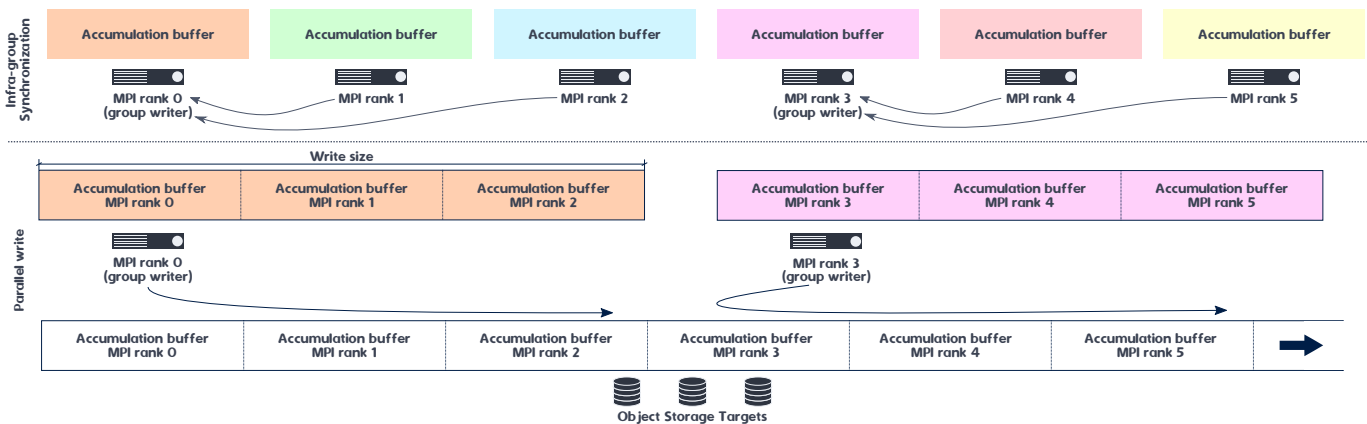 Infra-group
Synchronization
Accumulation buffer
Accumulation buffer
Accumulation buffer
Accumulation buffer
Accumulation buffer
Accumulation buffer
MPI rank 0
(group writer)
MPI rank 1
MPI rank 2
MPI rank 3
(group writer)
MPI rank 4
MPI rank 5
Parallel write
Write size
Accumulation buffer
MPI rank 0
Accumulation buffer
MPI rank 1
Accumulation buffer
MPI rank 2
Accumulation buffer
MPI rank 3
Accumulation buffer
MPI rank 4
Accumulation buffer
MPI rank 5
MPI rank 0
(group writer)
MPI rank 3
(group writer)
Accumulation buffer
MPI rank 0
Accumulation buffer
MPI rank 1
Accumulation buffer
MPI rank 2
Accumulation buffer
MPI rank 3
Accumulation buffer
MPI rank 4
Accumulation buffer
MPI rank 5
Object Storage Targets